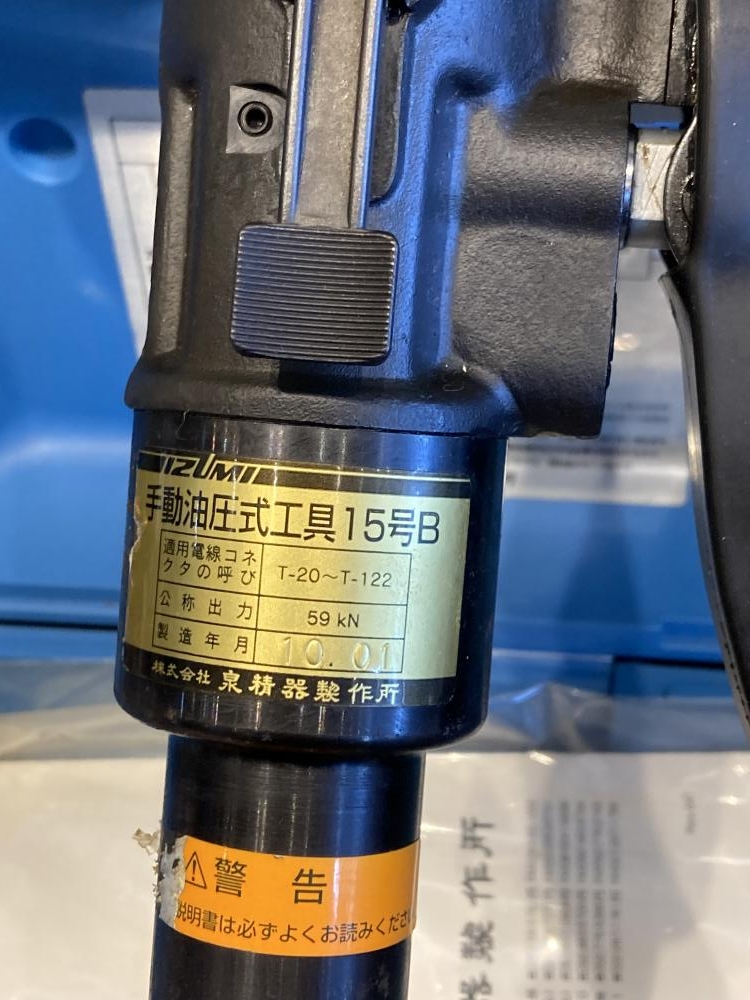 IZUMI
手動油圧式工具15号B
適用電線コネ
クタの呼び
T-20～T-122
公称出力
59 kN
製造年月
10.01
株式会社 泉精器製作所
警告
説明書は必ずよくお読みくださ
製作所